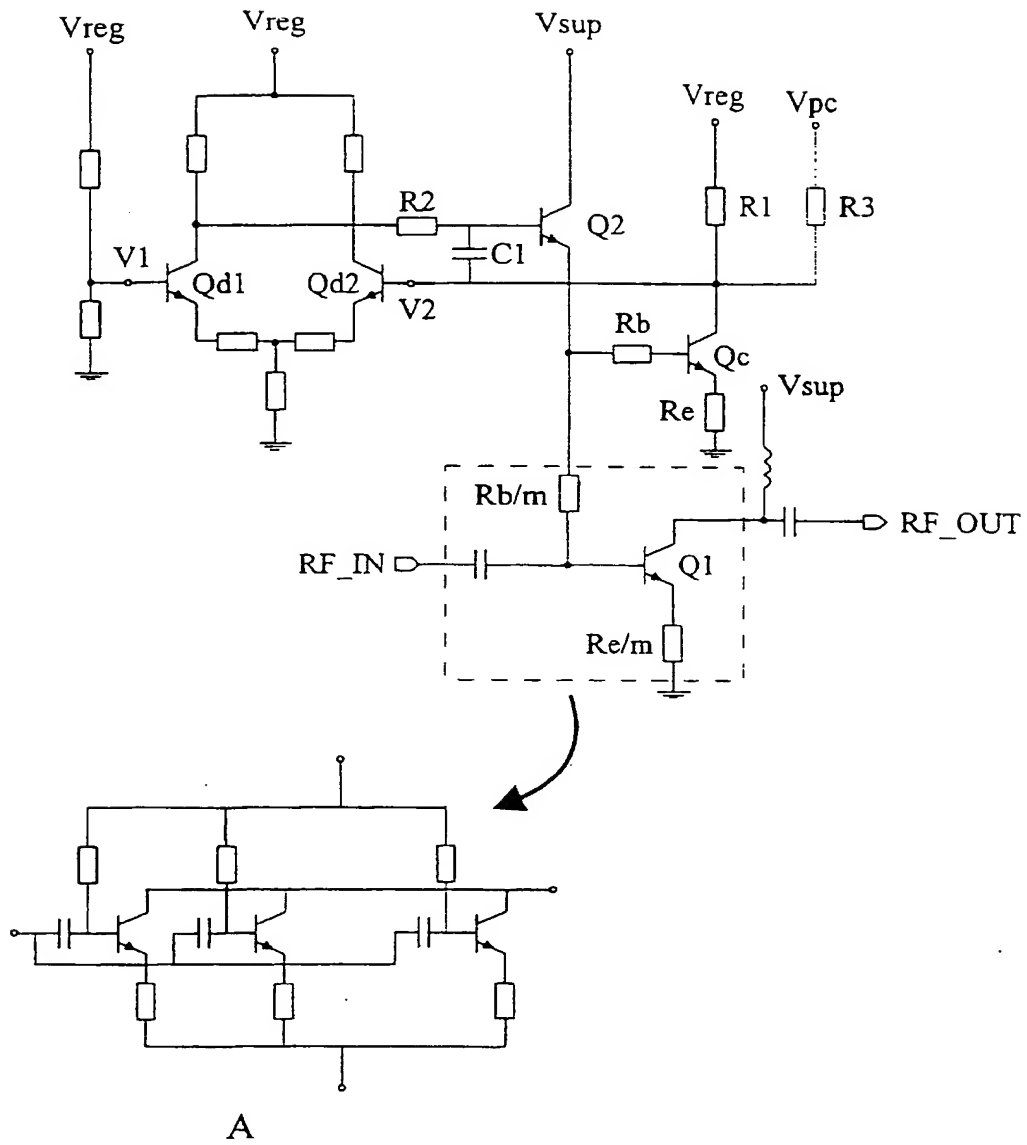 Vreg
Vreg
Vsup
Vreg
Vpc
R2
Q2
R1
R3
C1
V1
Qd1
Qd2
V2
Rb
Qc
Re
Vsup
Rb/m
RF_IN
Q1
RF_OUT
Re/m
A